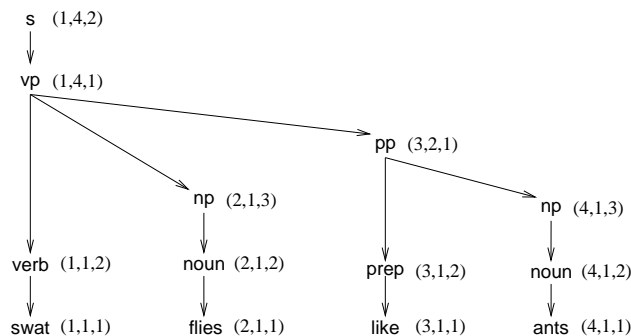 s (1,4,2)
vp (1,4,1)
pp (3,2,1)
np (2,1,3)
np (4,1,3)
verb (1,1,2) noun (2,1,2) prep (3,1,2) noun (4,1,2)
swat (1,1,1) flies (2,1,1) like (3,1,1) ants (4,1,1)